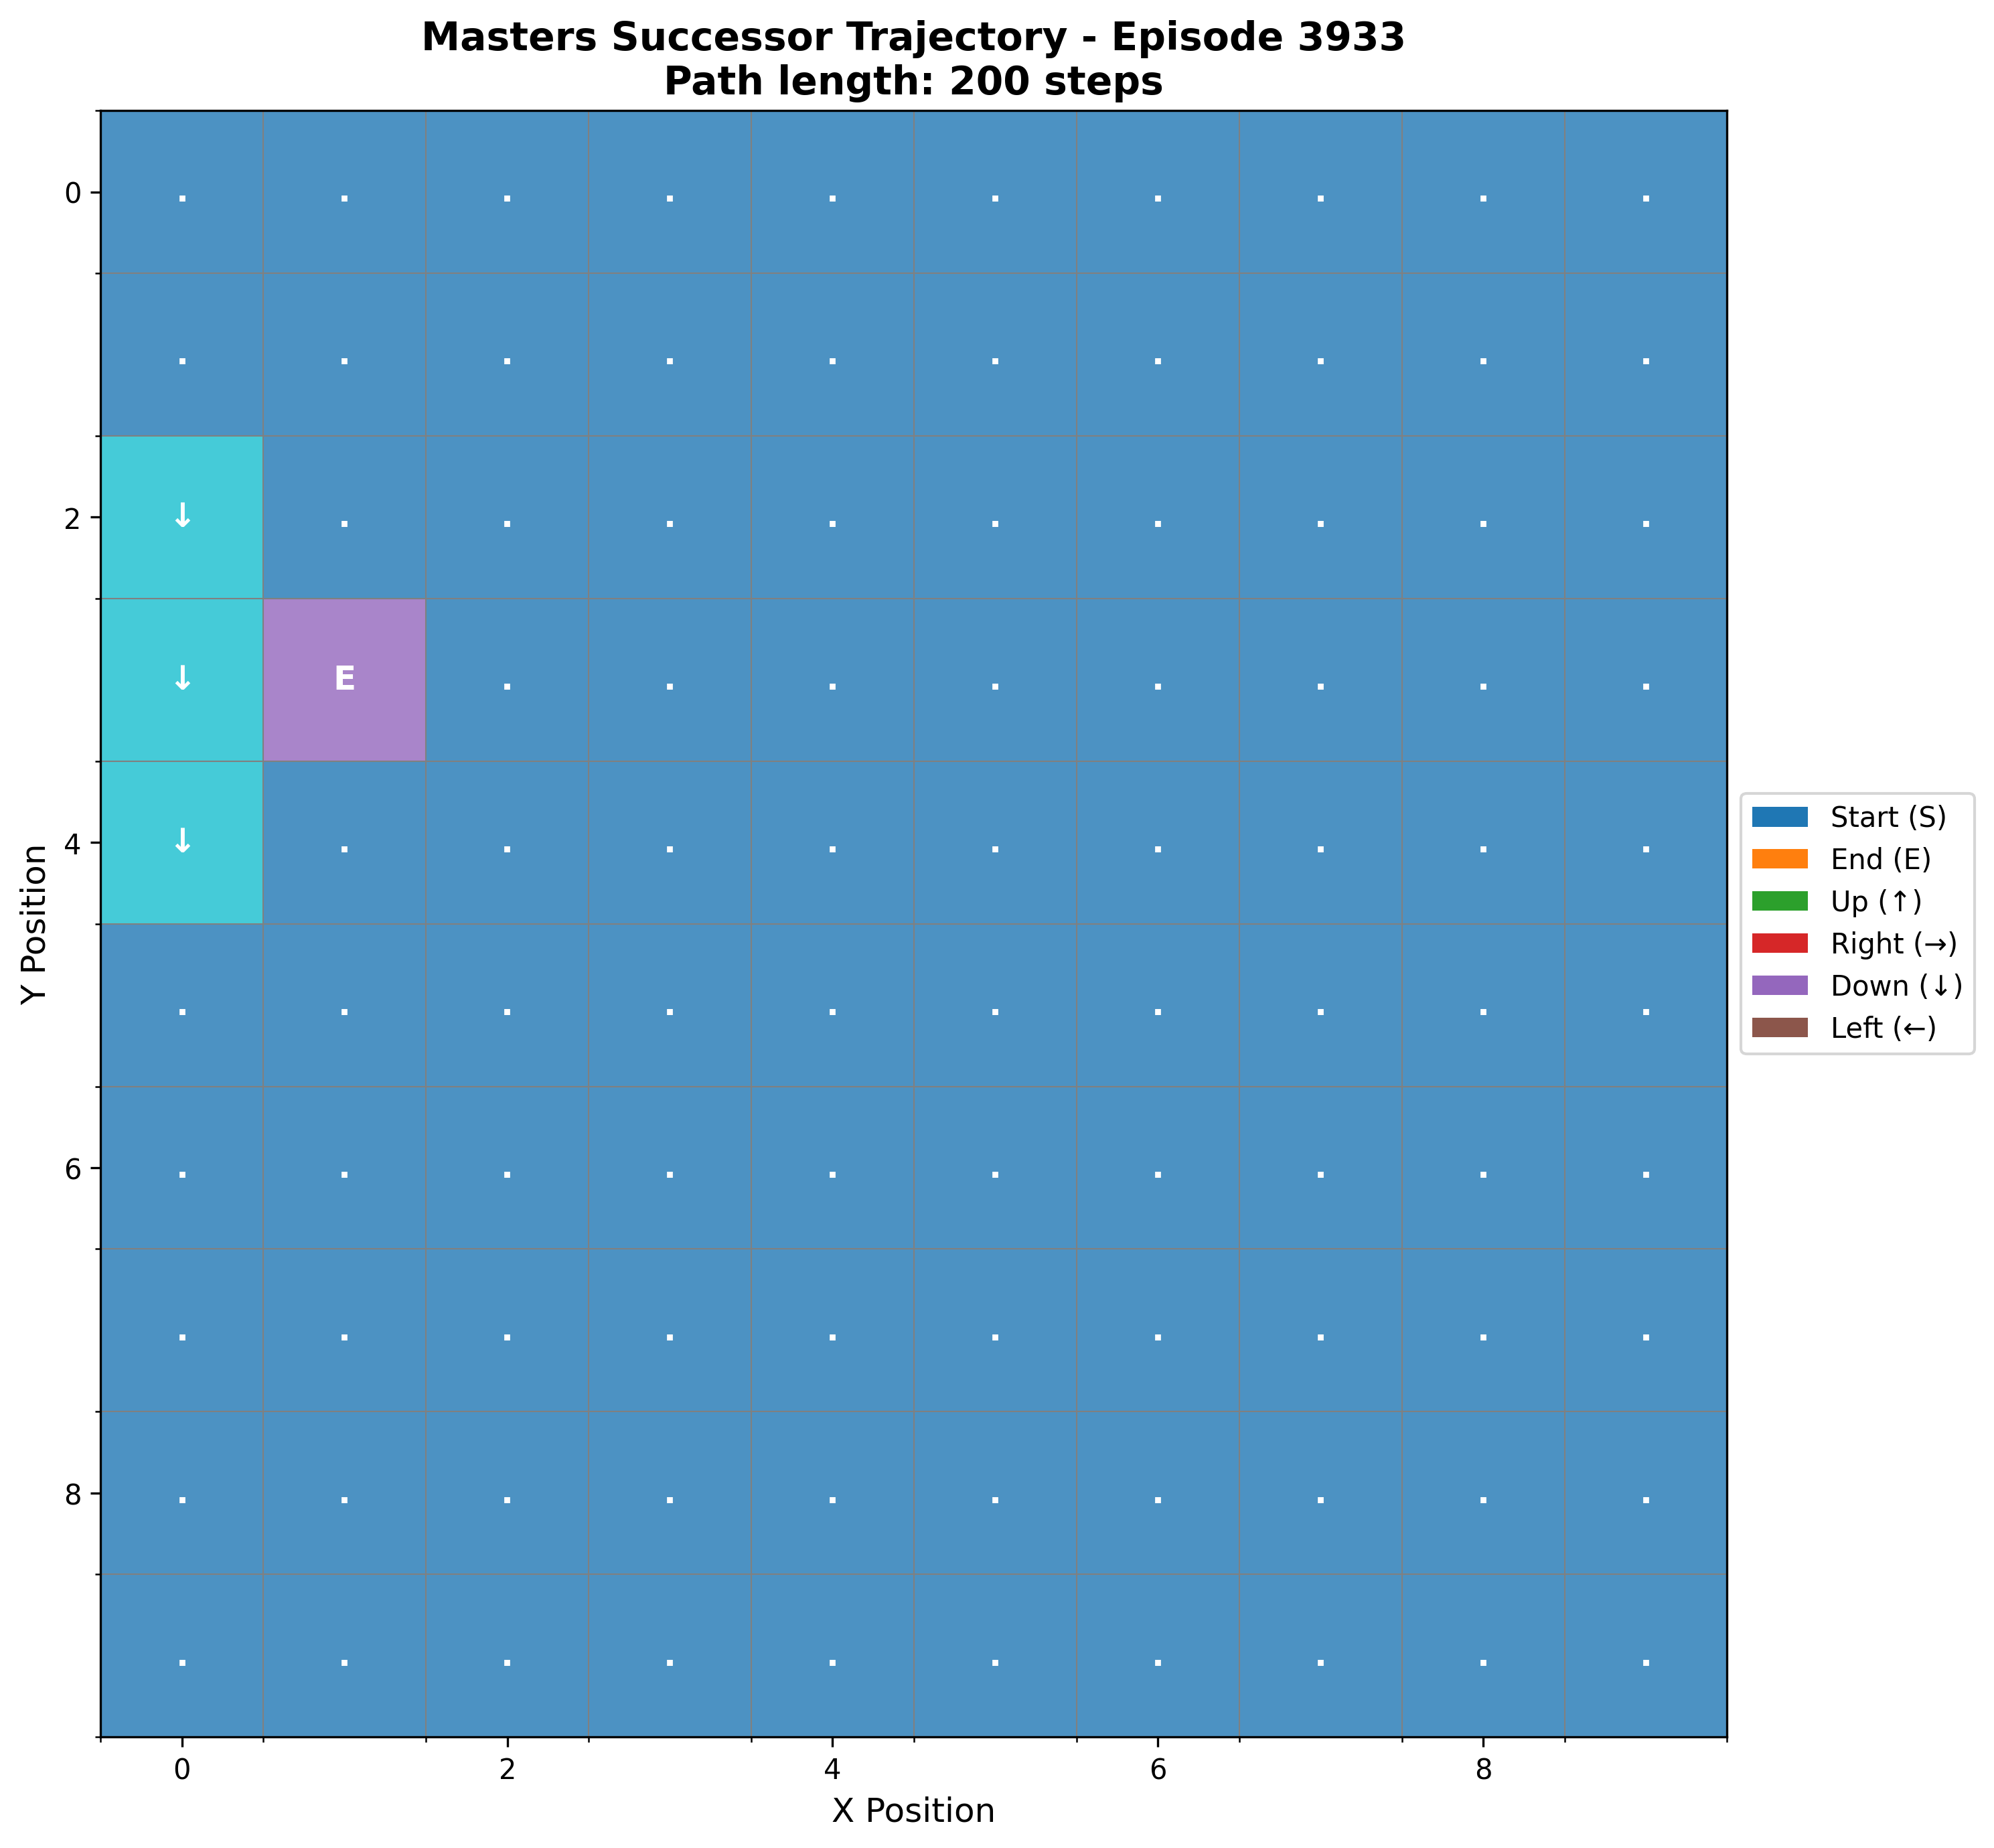 Masters Successor Trajectory - Episode 3933
Path length: 200 steps
0
2
↓
↓ E
4
↓
6
8
Y Position
0 2 4 6 8
X Position
Start (S)
End (E)
Up (↑)
Right (→)
Down (↓)
Left (←)